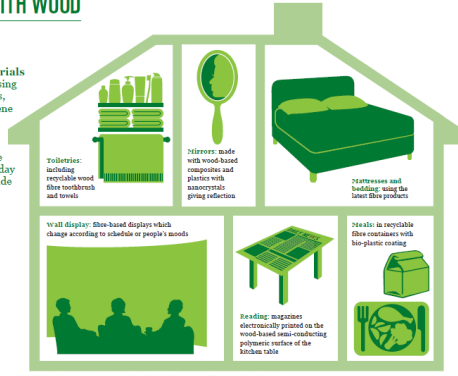 ITH WOOD
rials
sing
s,
ene
e
day
de
Toiletries:
including
recyclable wood
fibre toothbrush
and towels
Mirrors: made
with wood-based
composites and
plastics with
nanocrystals
giving reflection
Mattresses and
bedding: using the
latest fibre products
Wall display: fibre-based displays which
change according to schedule or people's moods
Reading: magazines
electronically printed on the
wood-based semi-conducting
polymeric surface of the
kitchen table
Meals: in recyclable
fibre containers with
bio-plastic coating